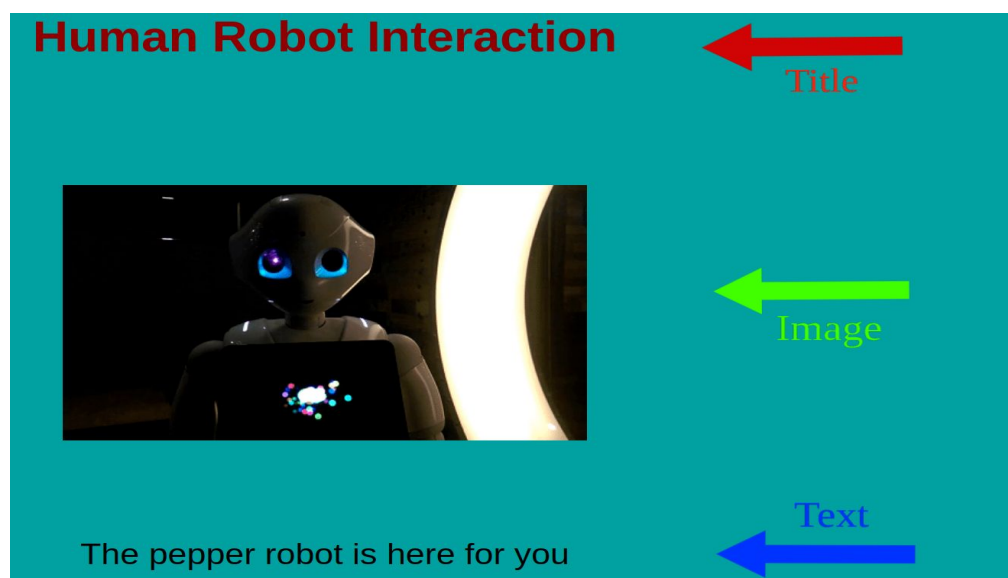 Human Robot Interaction
Title
Image
Text
The pepper robot is here for you